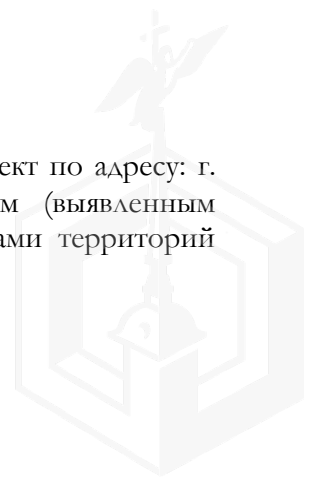 ект по адресу: г.
м (выявленным
ами территорий